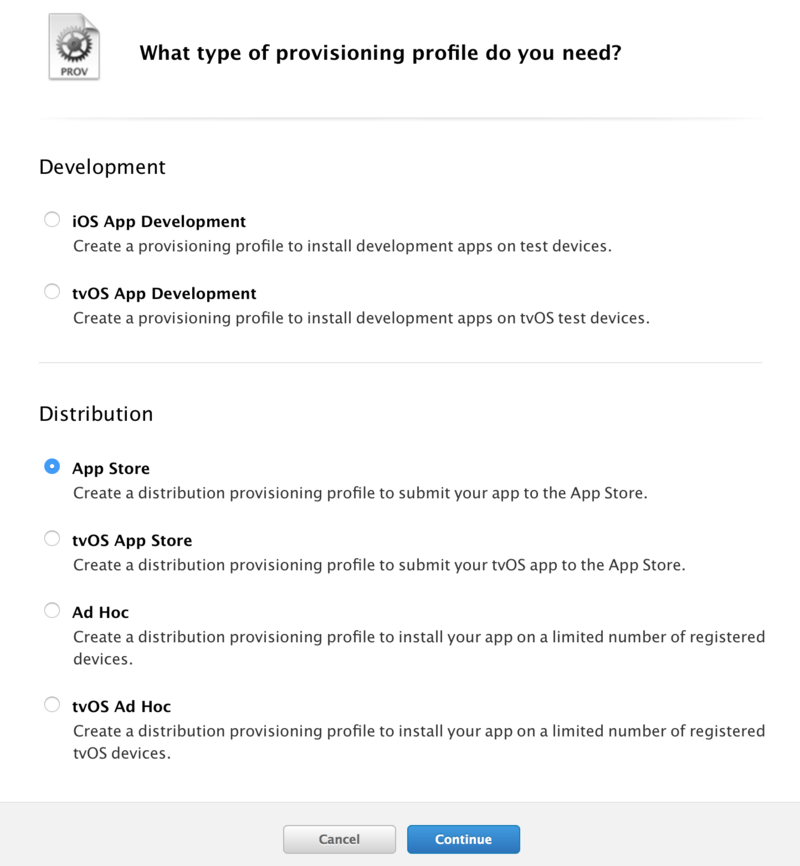 PROV
What type of provisioning profile do you need?
Development
iOS App Development
Create a provisioning profile to install development apps on test devices.
tvOS App Development
Create a provisioning profile to install development apps on tvOS test devices.
Distribution
App Store
Create a distribution provisioning profile to submit your app to the App Store.
tvOS App Store
Create a distribution provisioning profile to submit your tvOS app to the App Store.
Ad Hoc
Create a distribution provisioning profile to install your app on a limited number of registered
devices.
tvOS Ad Hoc
Create a distribution provisioning profile to install your app on a limited number of registered
tvOS devices.
Cancel
Continue